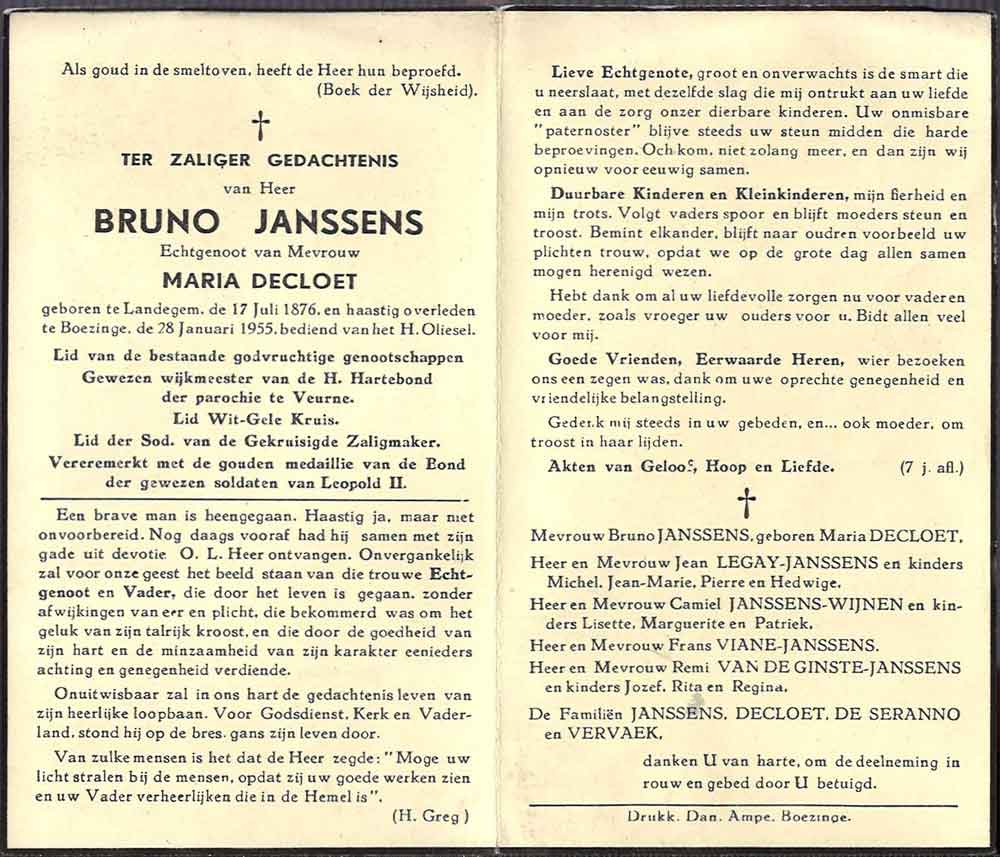 Als goud in de smeltoven, heeft de Heer hun beproefd.
(Boek der Wijsheid).
†
TER ZALIGER GEDACHTENIS
van Heer
BRUNO JANSSENS
Echtgenoot van Mevrouw
MARIA DECLOET
geboren te Landegem, de 17 Juli 1876, en haastig overleden
te Boezinge, de 28 Januari 1955, bediend van het H. Oliesel.
Lid van de bestaande godvruchtige genootschappen
Gewezen wijkmeester van de H. Hartebond
der parochie te Veurne.
Lid Wit-Gele Kruis.
Lid der Sod. van de Gekruisigde Zaligmaker.
Vereremerkt met de gouden medaillie van de Bond
der gewezen soldaten van Leopold II.
Een brave man is heengegaan. Haastig ja, maar niet
onvoorbereid. Nog daags vooraf had hij samen met zijn
gade uit devotie O. L. Heer ontvangen. Onvergankelijk
zal voor onze geest het beeld staan van die trouwe Echt-
genoot en Vader, die door het leven is gegaan, zonder
afwijkingen van eer en plicht, die bekommerd was om het
geluk van zijn talrijk kroost, en die door de goedheid van
zijn hart en de minzaamheid van zijn karakter eenieders
achting en genegenheid verdiende.
Onuitwisbaar zal in ons hart de gedachtenis leven van
zijn heerlijke loopbaan. Voor Godsdienst, Kerk en Vader-
land, stond hij op de bres, gans zijn leven door.
Van zulke mensen is het dat de Heer zegde: "Moge uw
licht stralen bij de mensen, opdat zij uw goede werken zien
en uw Vader verheerlijken die in de Hemel is".
(H. Greg)
Lieve Echtgenote, groot en onverwachts is de smart die
u neerslaat, met dezelfde slag die mij ontrukt aan uw liefde
en aan de zorg onzer dierbare kinderen. Uw onmisbare
"paternoster" blijve steeds uw steun midden die harde
beproevingen. Och kom, niet zolang meer, en dan zijn wij
opnieuw voor eeuwig samen.
Duurbare Kinderen en Kleinkinderen, mijn fierheid en
mijn trots. Volgt vaders spoor en blijft moeders steun en
troost. Bemint elkander, blijft naar oudren voorbeeld uw
plichten trouw, opdat we op de grote dag allen samen
mogen herenigd wezen.
Hebt dank om al uw liefdevolle zorgen nu voor vader en
moeder, zoals vroeger uw ouders voor u. Bidt allen veel
voor mij.
Goede Vrienden, Eerwaarde Heren, wier bezoeken
ons een zegen was, dank om uwe oprechte genegenheid en
vriendelijke belangstelling.
Gedenk mij steeds in uw gebeden, en... ook moeder, om
troost in haar lijden.
Akten van Geloof, Hoop en Liefde. (7 j. afl.)
†
Mevrouw Bruno JANSSENS, geboren Maria DECLOET,
Heer en Mevrouw Jean LEGAY-JANSSENS en kinders
Michel, Jean-Marie, Pierre en Hedwige,
Heer en Mevrouw Camiel JANSSENS-WIJNEN en kin-
ders Lisette, Marguerite en Patriek,
Heer en Mevrouw Frans VIANE-JANSSENS,
Heer en Mevrouw Remi VAN DE GINSTE-JANSSENS
en kinders Jozef, Rita en Regina,
De Familiën JANSSENS, DECLOET, DE SERANNO
en VERVAEK,
danken U van harte, om de deelneming in
rouw en gebed door U betuigd.
Drukk. Dan. Ampe. Boezinge.